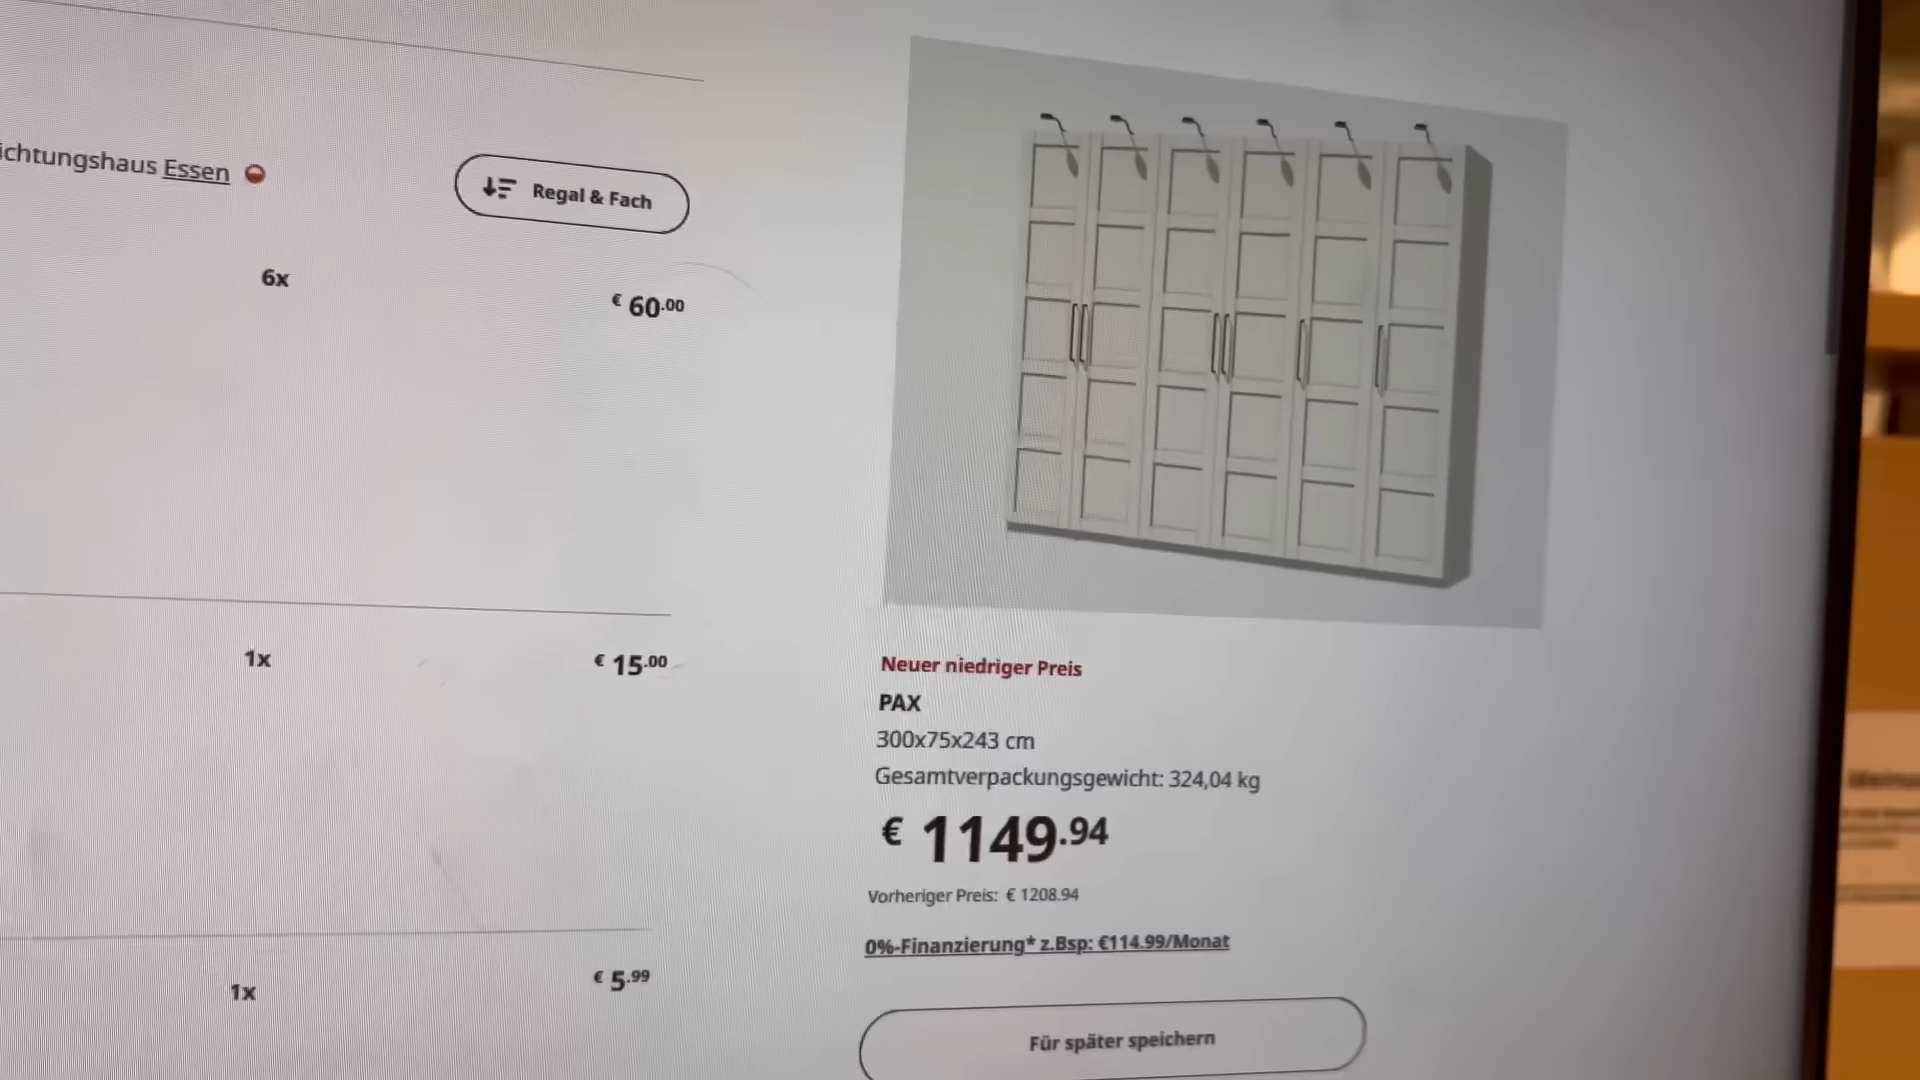 ichtungshaus Essen
Regal & Fach
6x
€ 60.00
1x
€ 15.00
1x
€ 5.99
Neuer niedriger Preis
PAX
300x75x243 cm
Gesamtverpackungsgewicht: 324,04 kg
€ 1149.94
Vorheriger Preis: € 1208.94
0%-Finanzierung* z.Bsp: €114.99/Monat
Für später speichern